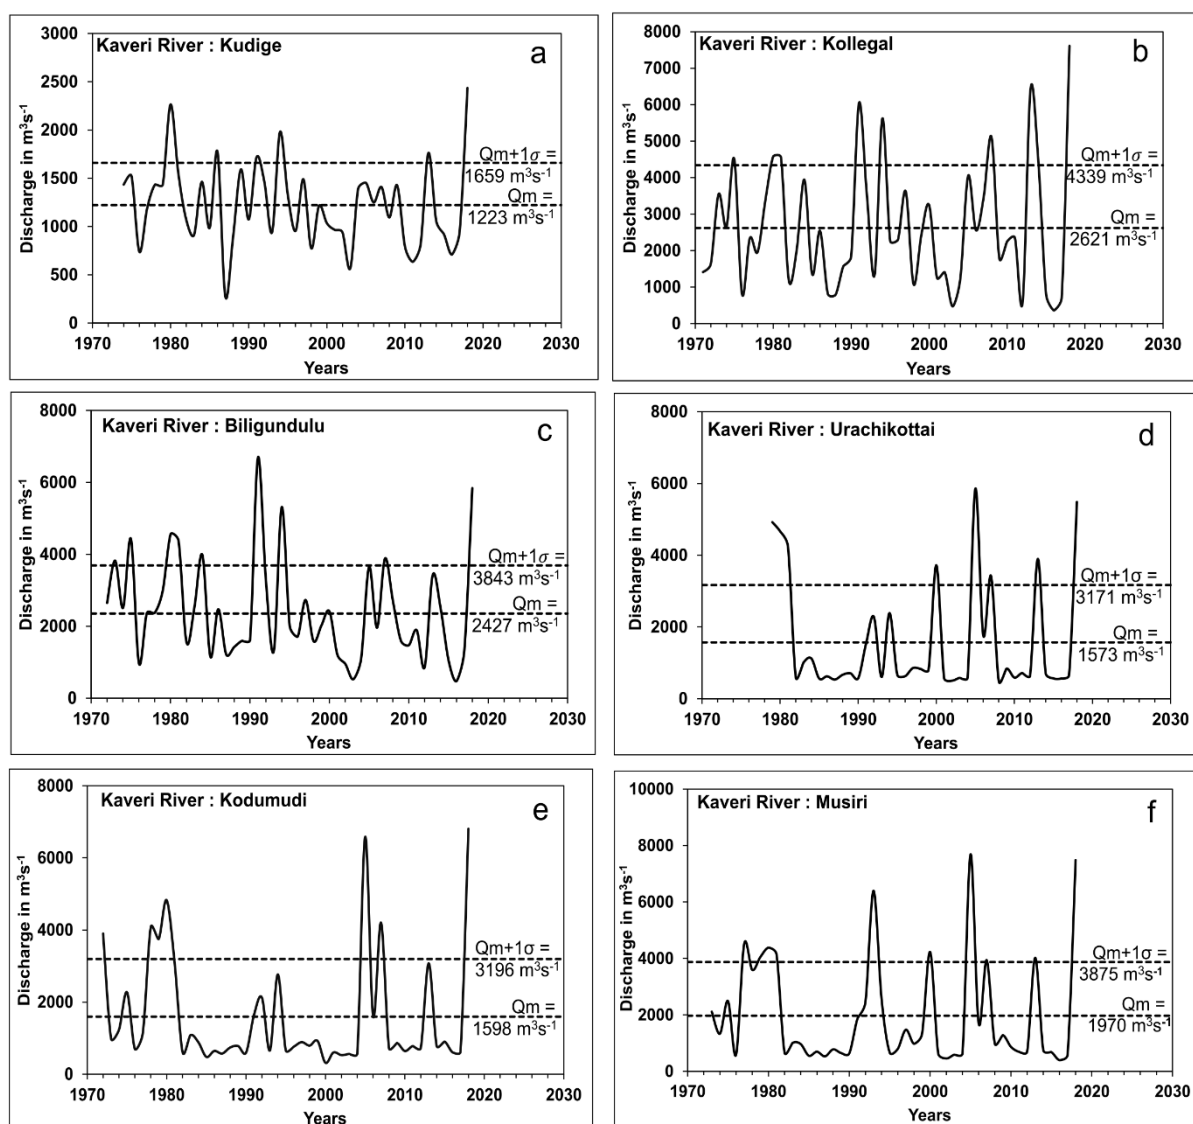 Kaveri River : Kudige
a
3000
2500
2000
1500
1000
500
0
Discharge in m³s⁻¹
Qm+1σ =
1659 m³s⁻¹
Qm =
1223 m³s⁻¹
1970 1980 1990 2000 2010 2020 2030
Years
Kaveri River : Kollegal
b
8000
7000
6000
5000
4000
3000
2000
1000
0
Discharge in m³s⁻¹
Qm+1σ =
4339 m³s⁻¹
Qm =
2621 m³s⁻¹
1970 1980 1990 2000 2010 2020 2030
Years
Kaveri River : Biligundulu
c
8000
6000
4000
2000
0
Discharge in m³s⁻¹
Qm+1σ =
3843 m³s⁻¹
Qm =
2427 m³s⁻¹
1970 1980 1990 2000 2010 2020 2030
Years
Kaveri River : Urachikottai
d
8000
6000
4000
2000
0
Discharge in m³s⁻¹
Qm+1σ =
3171 m³s⁻¹
Qm =
1573 m³s⁻¹
1970 1980 1990 2000 2010 2020 2030
Years
Kaveri River : Kodumudi
e
8000
6000
4000
2000
0
Discharge in m³s⁻¹
Qm+1σ =
3196 m³s⁻¹
Qm =
1598 m³s⁻¹
1970 1980 1990 2000 2010 2020 2030
Years
Kaveri River : Musiri
f
10000
8000
6000
4000
2000
0
Discharge in m³s⁻¹
Qm+1σ =
3875 m³s⁻¹
Qm =
1970 m³s⁻¹
1970 1980 1990 2000 2010 2020 2030
Years